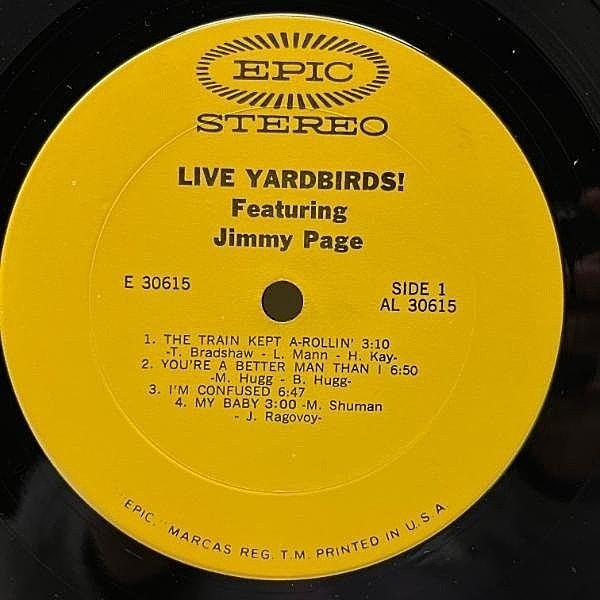 EPIC
STEREO
LIVE YARDBIRDS!
Featuring
Jimmy Page
E 30615
SIDE 1
AL 30615
1. THE TRAIN KEPT A-ROLLIN' 3:10
-T. Bradshaw - L. Mann - H. Kay-
2. YOU'RE A BETTER MAN THAN I 6:50
-M. Hugg - B. Hugg-
3. I'M CONFUSED 6:47
4. MY BABY 3:00 -M. Shuman
- J. Ragovoy-
"EPIC," MARCAS REG. T.M. PRINTED IN U.S.A.